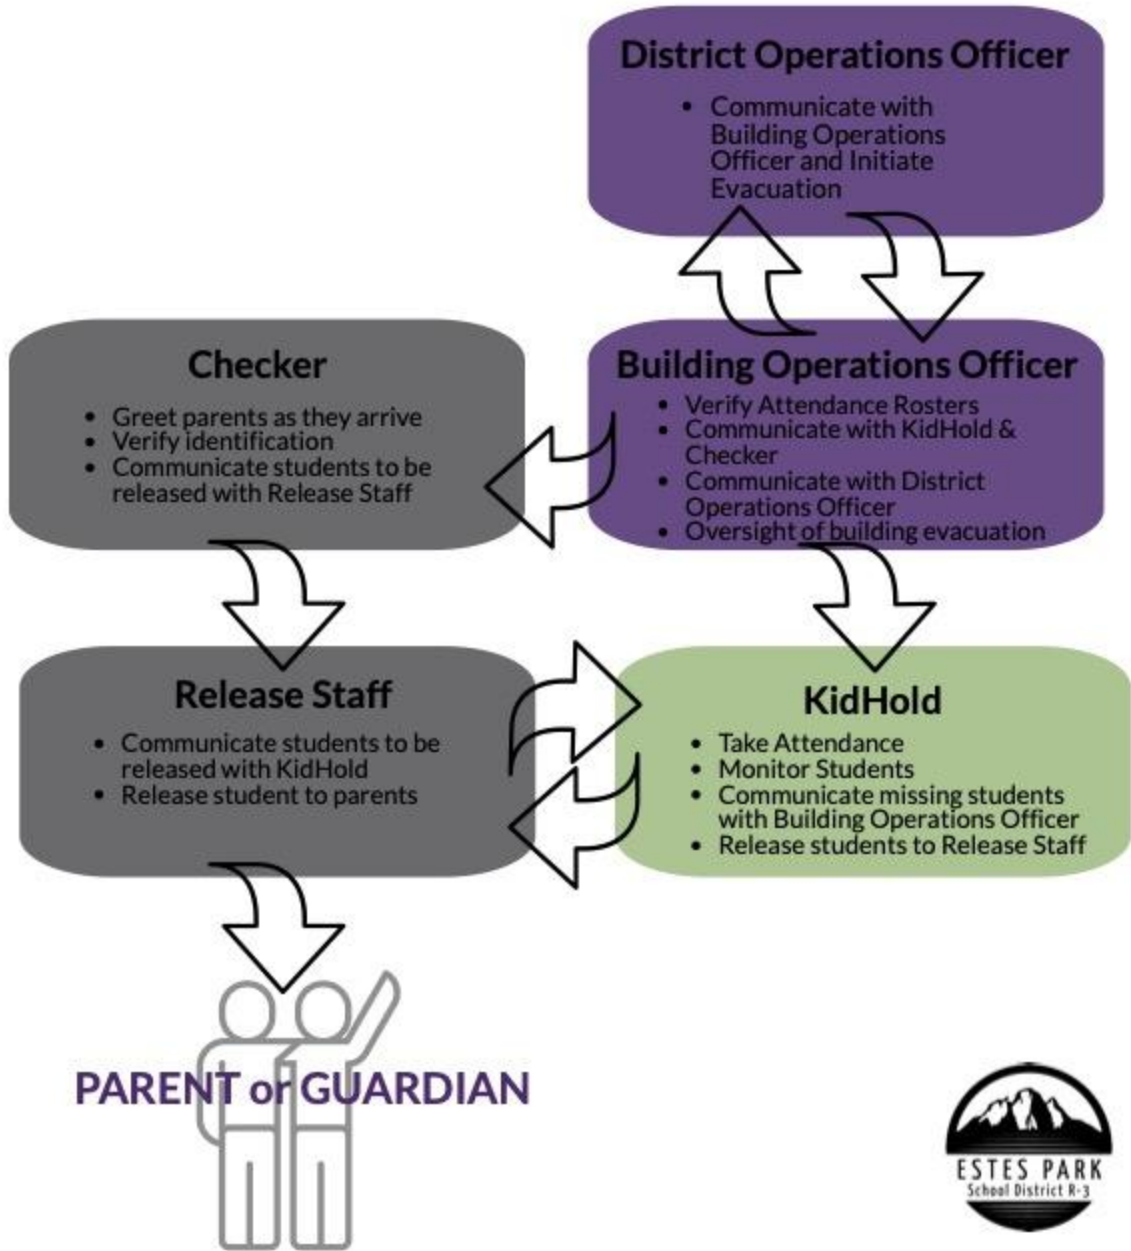 District Operations Officer
• Communicate with
Building Operations
Officer and Initiate
Evacuation
Checker
• Greet parents as they arrive
• Verify identification
• Communicate students to be
released with Release Staff
Building Operations Officer
• Verify Attendance Rosters
• Communicate with KidHold &
Checker
• Communicate with District
Operations Officer
• Oversight of building evacuation
Release Staff
• Communicate students to be
released with KidHold
• Release student to parents
KidHold
• Take Attendance
• Monitor Students
• Communicate missing students
with Building Operations Officer
• Release students to Release Staff
PARENT or GUARDIAN
ESTES PARK
School District R-3